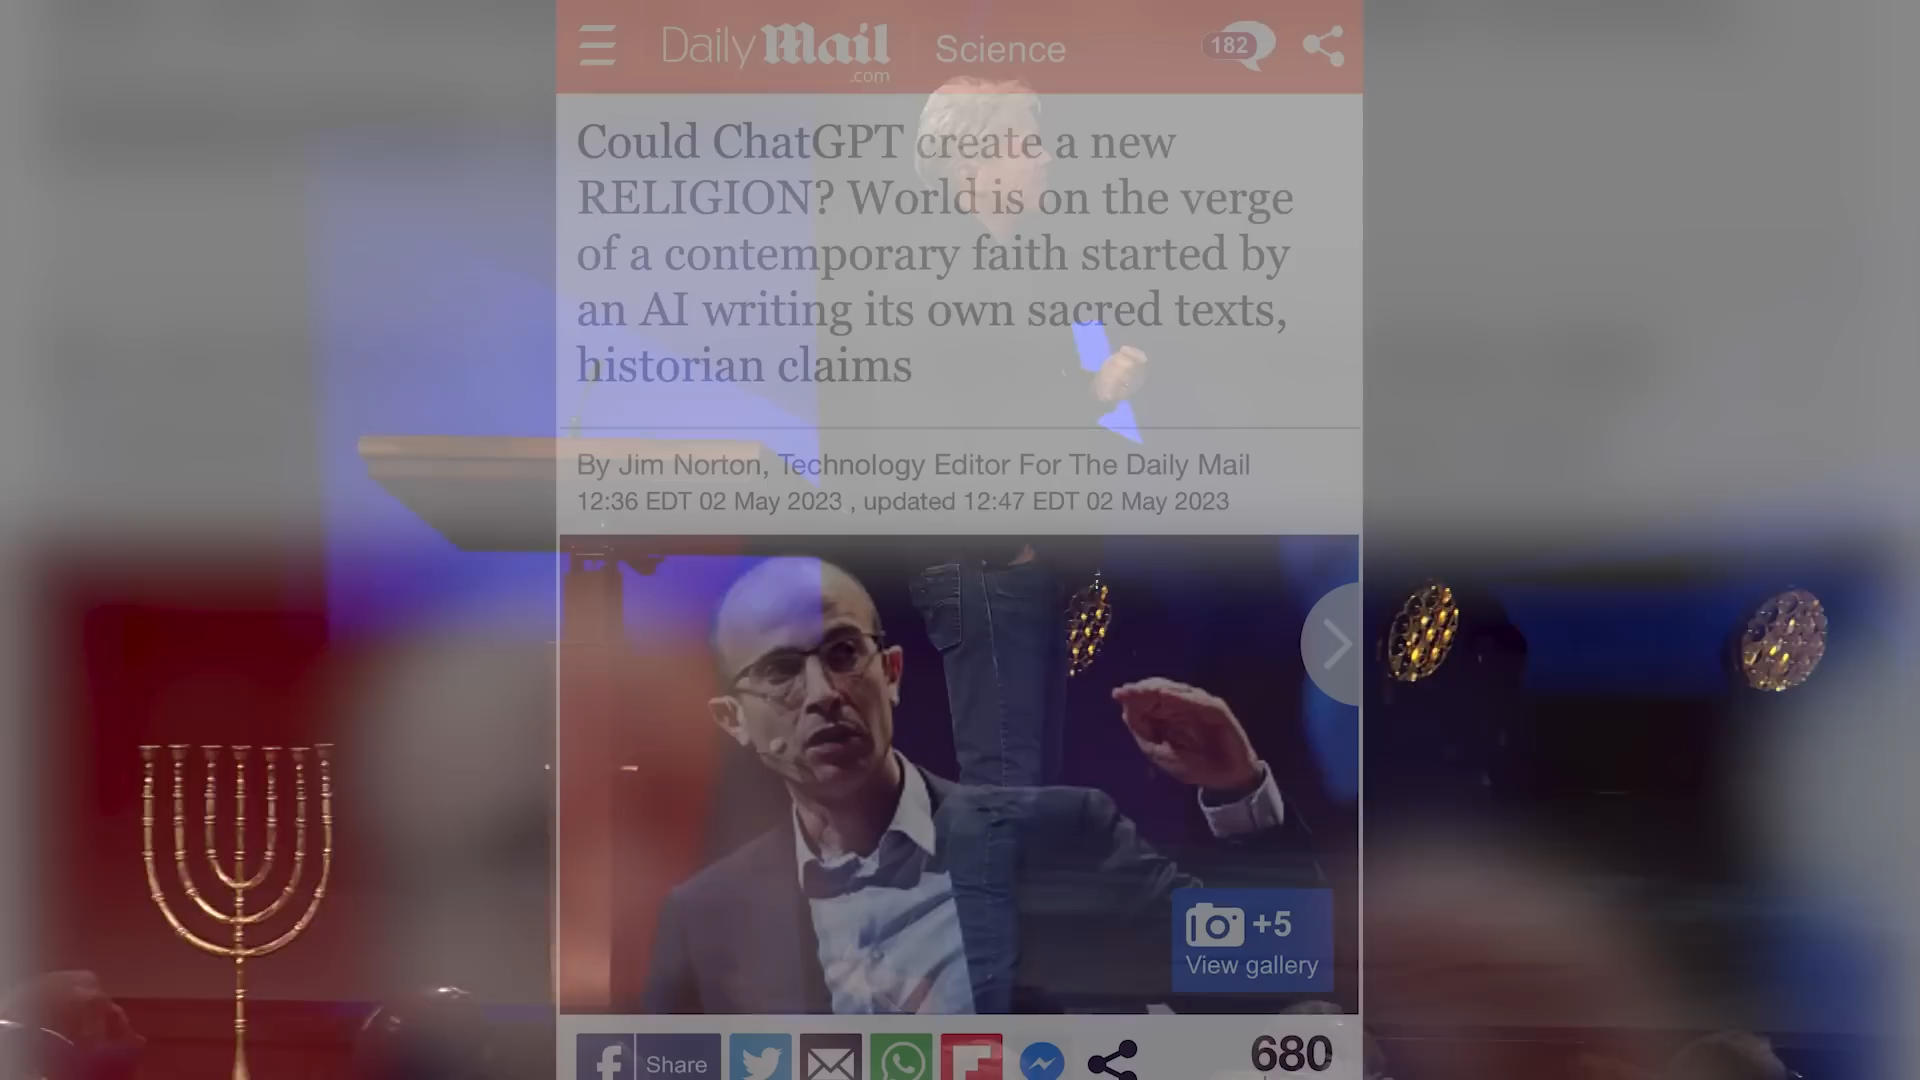 Daily Mail
.com
Science
182
Could ChatGPT create a new
RELIGION? World is on the verge
of a contemporary faith started by
an AI writing its own sacred texts,
historian claims
By Jim Norton, Technology Editor For The Daily Mail
12:36 EDT 02 May 2023 , updated 12:47 EDT 02 May 2023
+5
View gallery
Share
680